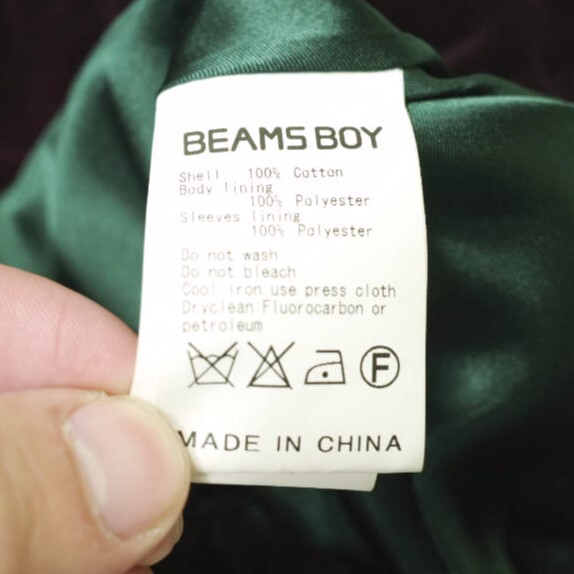 BEAMS BOY
Shell 100% Cotton
Body lining
100% Polyester
Sleeves lining
100% Polyester
Do not wash
Do not bleach
Cool iron use press cloth
Dryclean Fluorocarbon or
petroleum
F
MADE IN CHINA